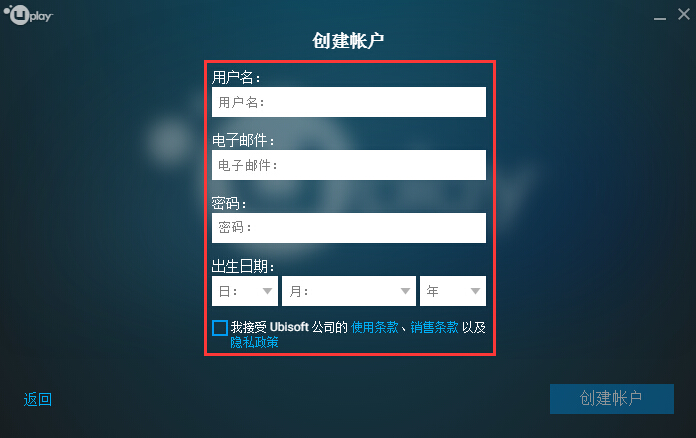 Uplay
创建帐户
用户名：
用户名：
电子邮件：
电子邮件：
密码：
密码：
出生日期：
日： 月： 年
我接受 Ubisoft 公司的 使用条款、销售条款 以及
隐私政策
返回 创建帐户